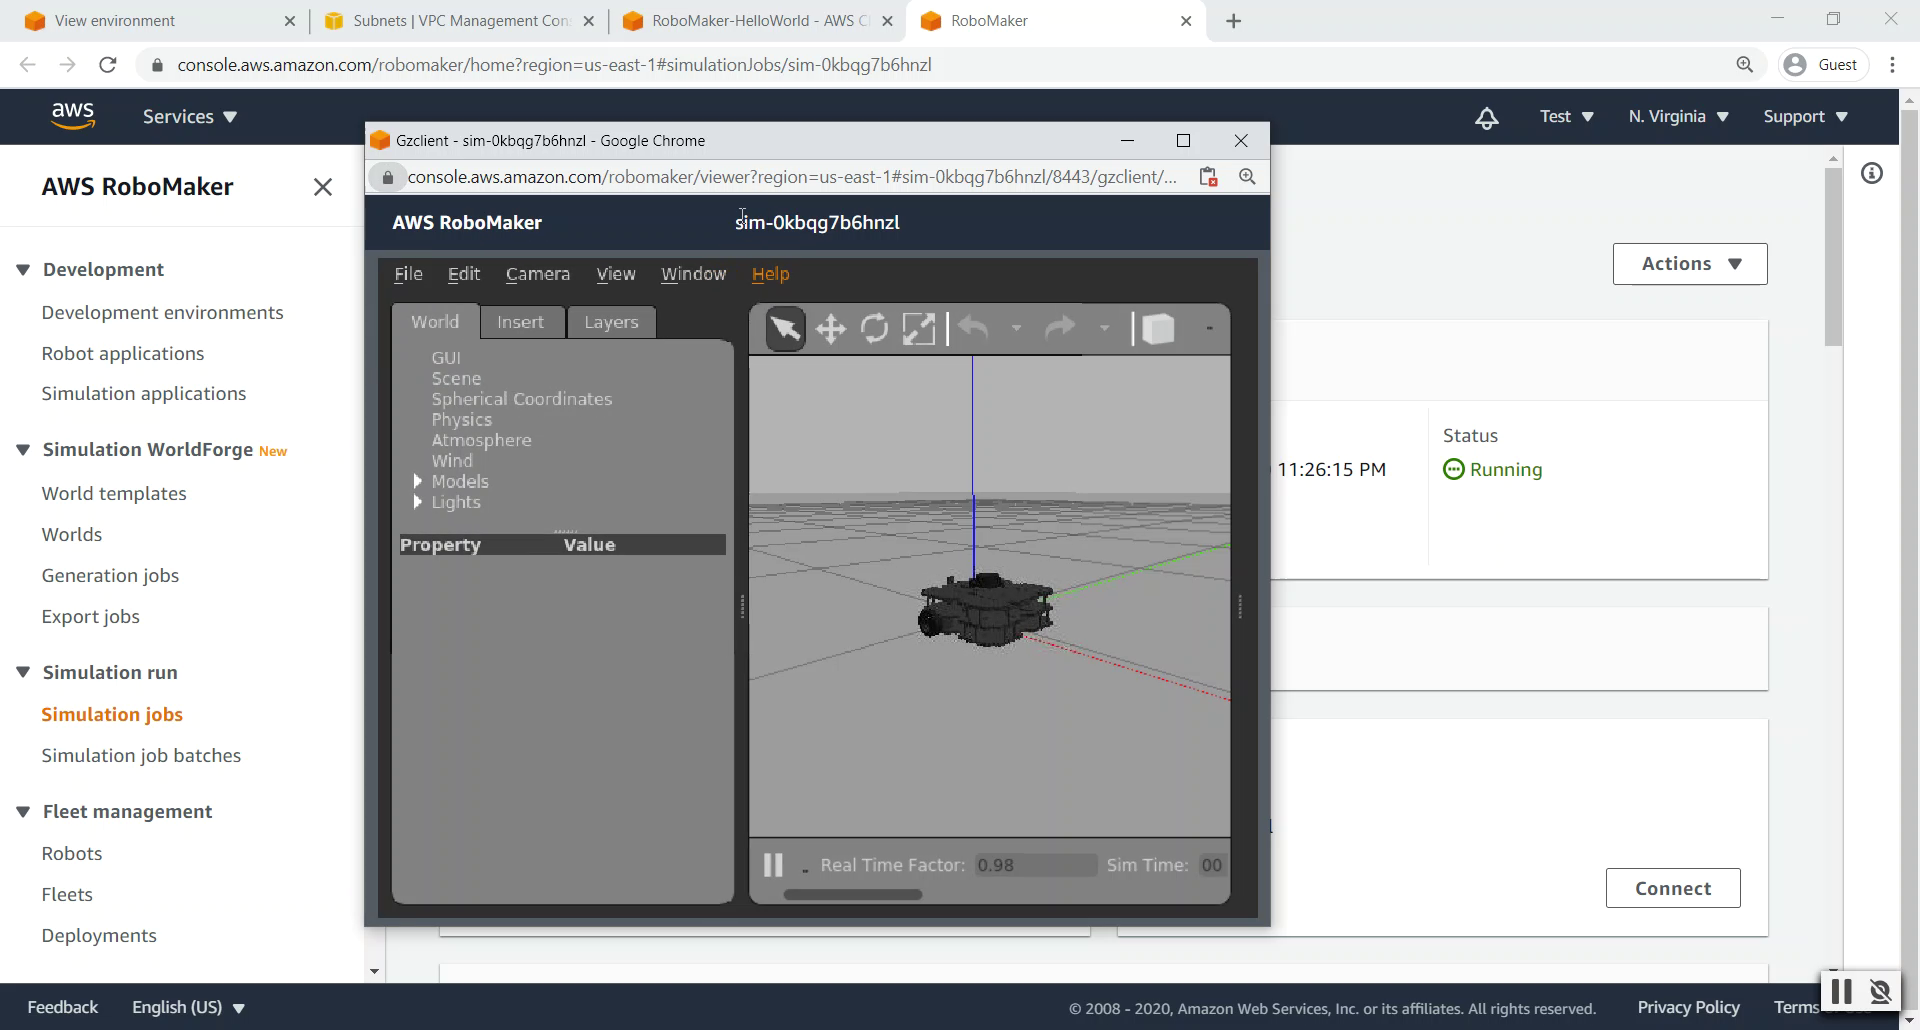 View environment
Subnets | VPC Management Con
RoboMaker-HelloWorld - AWS Cl
RoboMaker
console.aws.amazon.com/robomaker/home?region=us-east-1#simulationJobs/sim-0kbqg7b6hnzl
Guest
aws
Services
Test
N. Virginia
Support
AWS RoboMaker
Development
Development environments
Robot applications
Simulation applications
Simulation WorldForge New
World templates
Worlds
Generation jobs
Export jobs
Simulation run
Simulation jobs
Simulation job batches
Fleet management
Robots
Fleets
Deployments
Gzclient - sim-0kbqg7b6hnzl - Google Chrome
console.aws.amazon.com/robomaker/viewer?region=us-east-1#sim-0kbqg7b6hnzl/8443/gzclient/...
AWS RoboMaker
sim-0kbqg7b6hnzl
File Edit Camera View Window Help
World Insert Layers
GUI
Scene
Spherical Coordinates
Physics
Atmosphere
Wind
Models
Lights
Property Value
Real Time Factor: 0.98 Sim Time: 00
Actions
Status
11:26:15 PM
Running
Connect
Feedback
English (US)
© 2008 - 2020, Amazon Web Services, Inc. or its affiliates. All rights reserved.
Privacy Policy
Terms